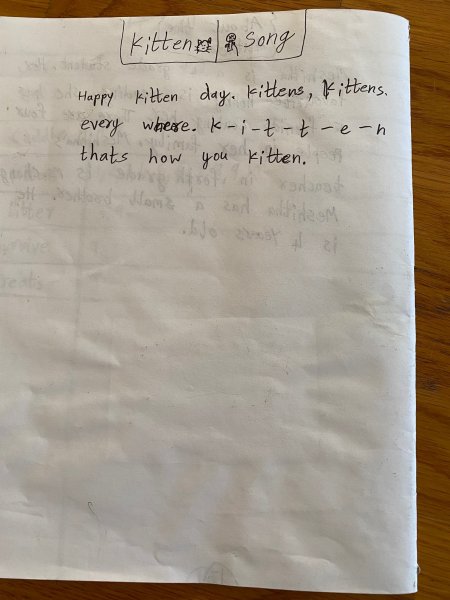 Kitten Song
Happy kitten day. kittens, kittens.
every where. k-i-t-t-e-n
thats how you kitten.